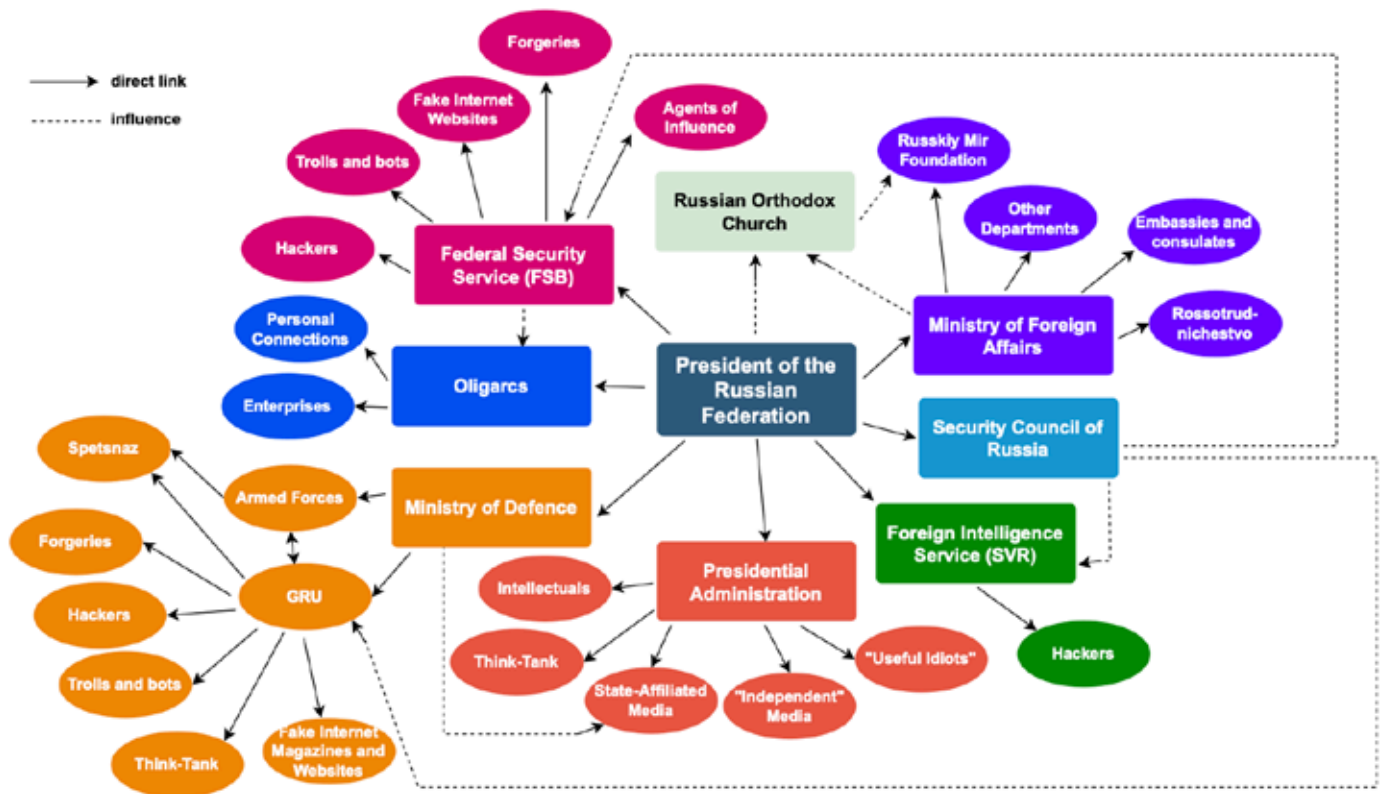 Forgeries
direct link
influence
Fake Internet
Websites
Agents of
Influence
Trolls and bots
Russkiy Mir
Foundation
Russian Orthodox
Church
Other
Departments
Embassies and
consulates
Hackers
Federal Security
Service (FSB)
Personal
Connections
Ministry of Foreign
Affairs
Rossotrud-
nichestvo
Oligarcs
President of the
Russian
Federation
Enterprises
Security Council of
Russia
Spetsnaz
Armed Forces
Ministry of Defence
Foreign Intelligence
Service (SVR)
Forgeries
GRU
Intellectuals
Presidential
Administration
Hackers
Hackers
Think-Tank
"Useful Idiots"
Trolls and bots
State-Affiliated
Media
"Independent"
Media
Think-Tank
Fake Internet
Magazines and
Websites